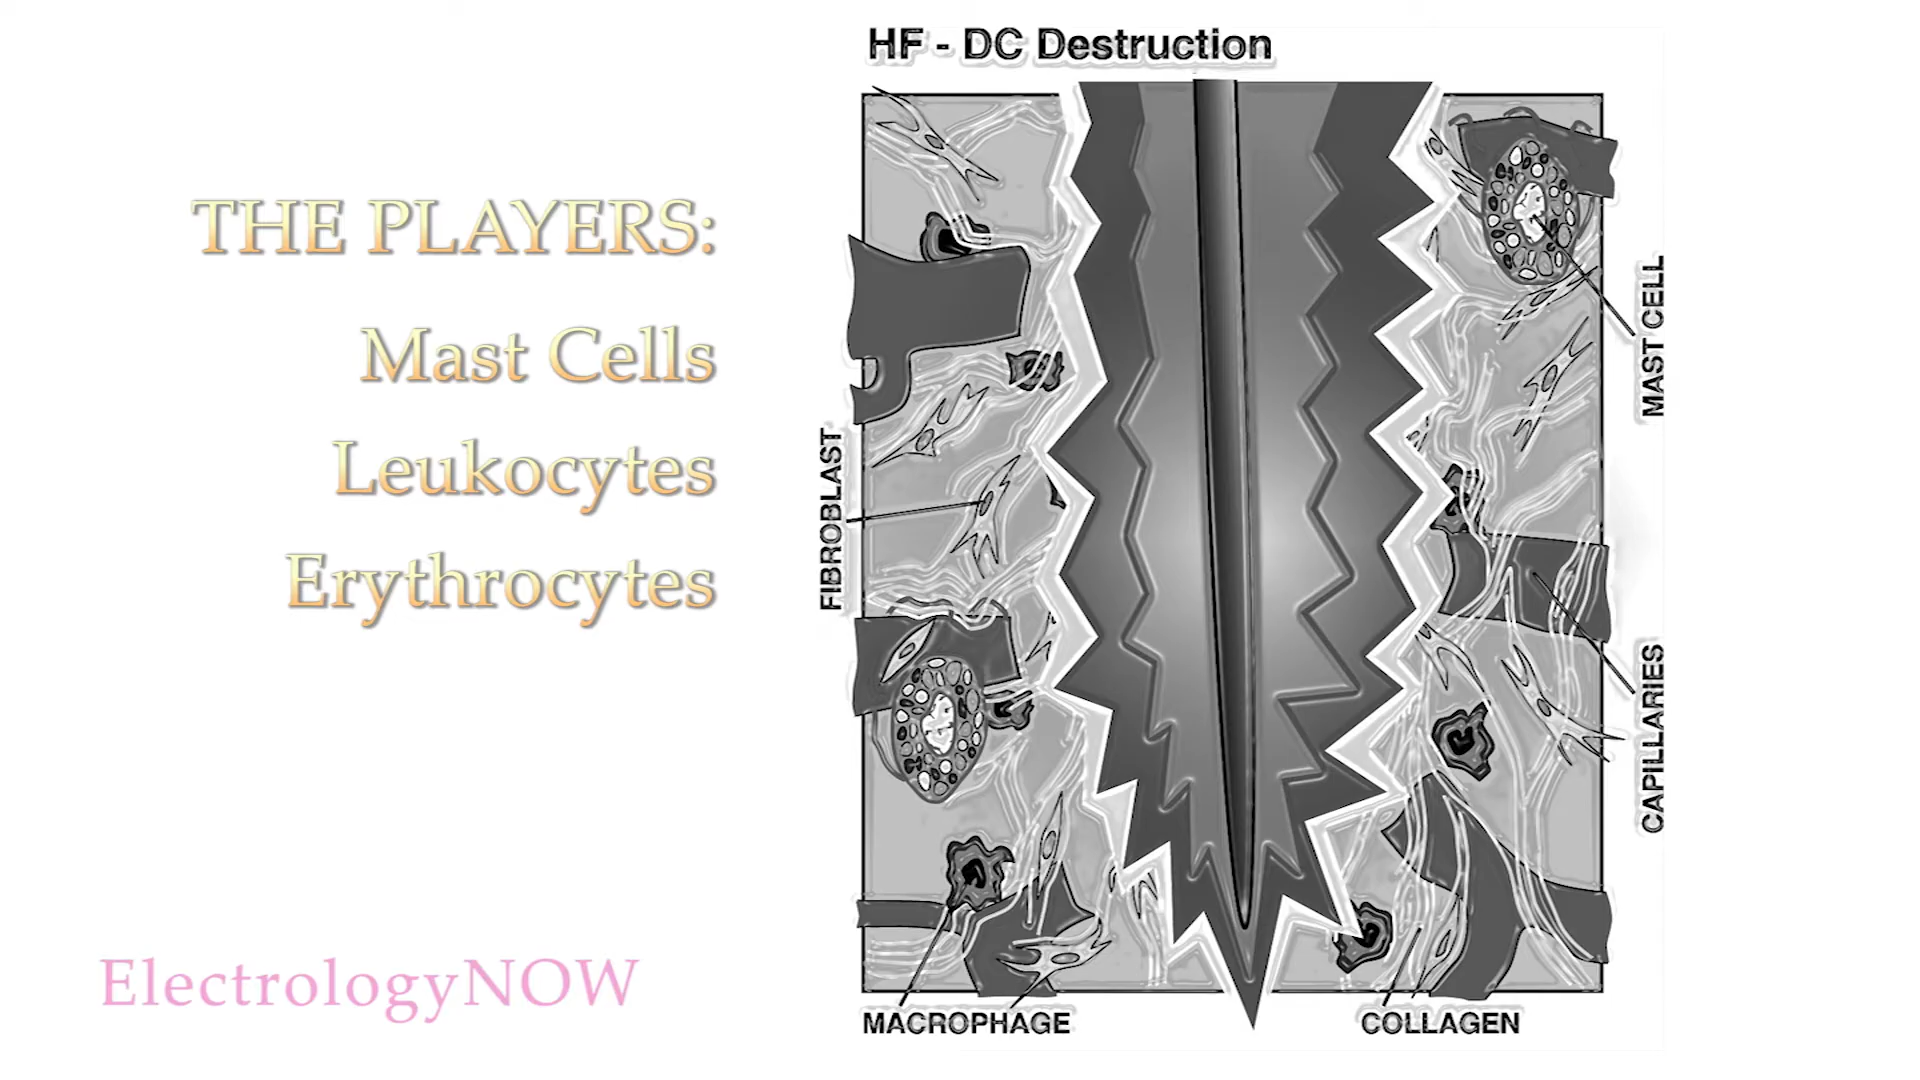 HF - DC Destruction
THE PLAYERS:
Mast Cells
Leukocytes
Erythrocytes
ElectrologyNOW
FIBROBLAST
MAST CELL
CAPILLARIES
MACROPHAGE
COLLAGEN